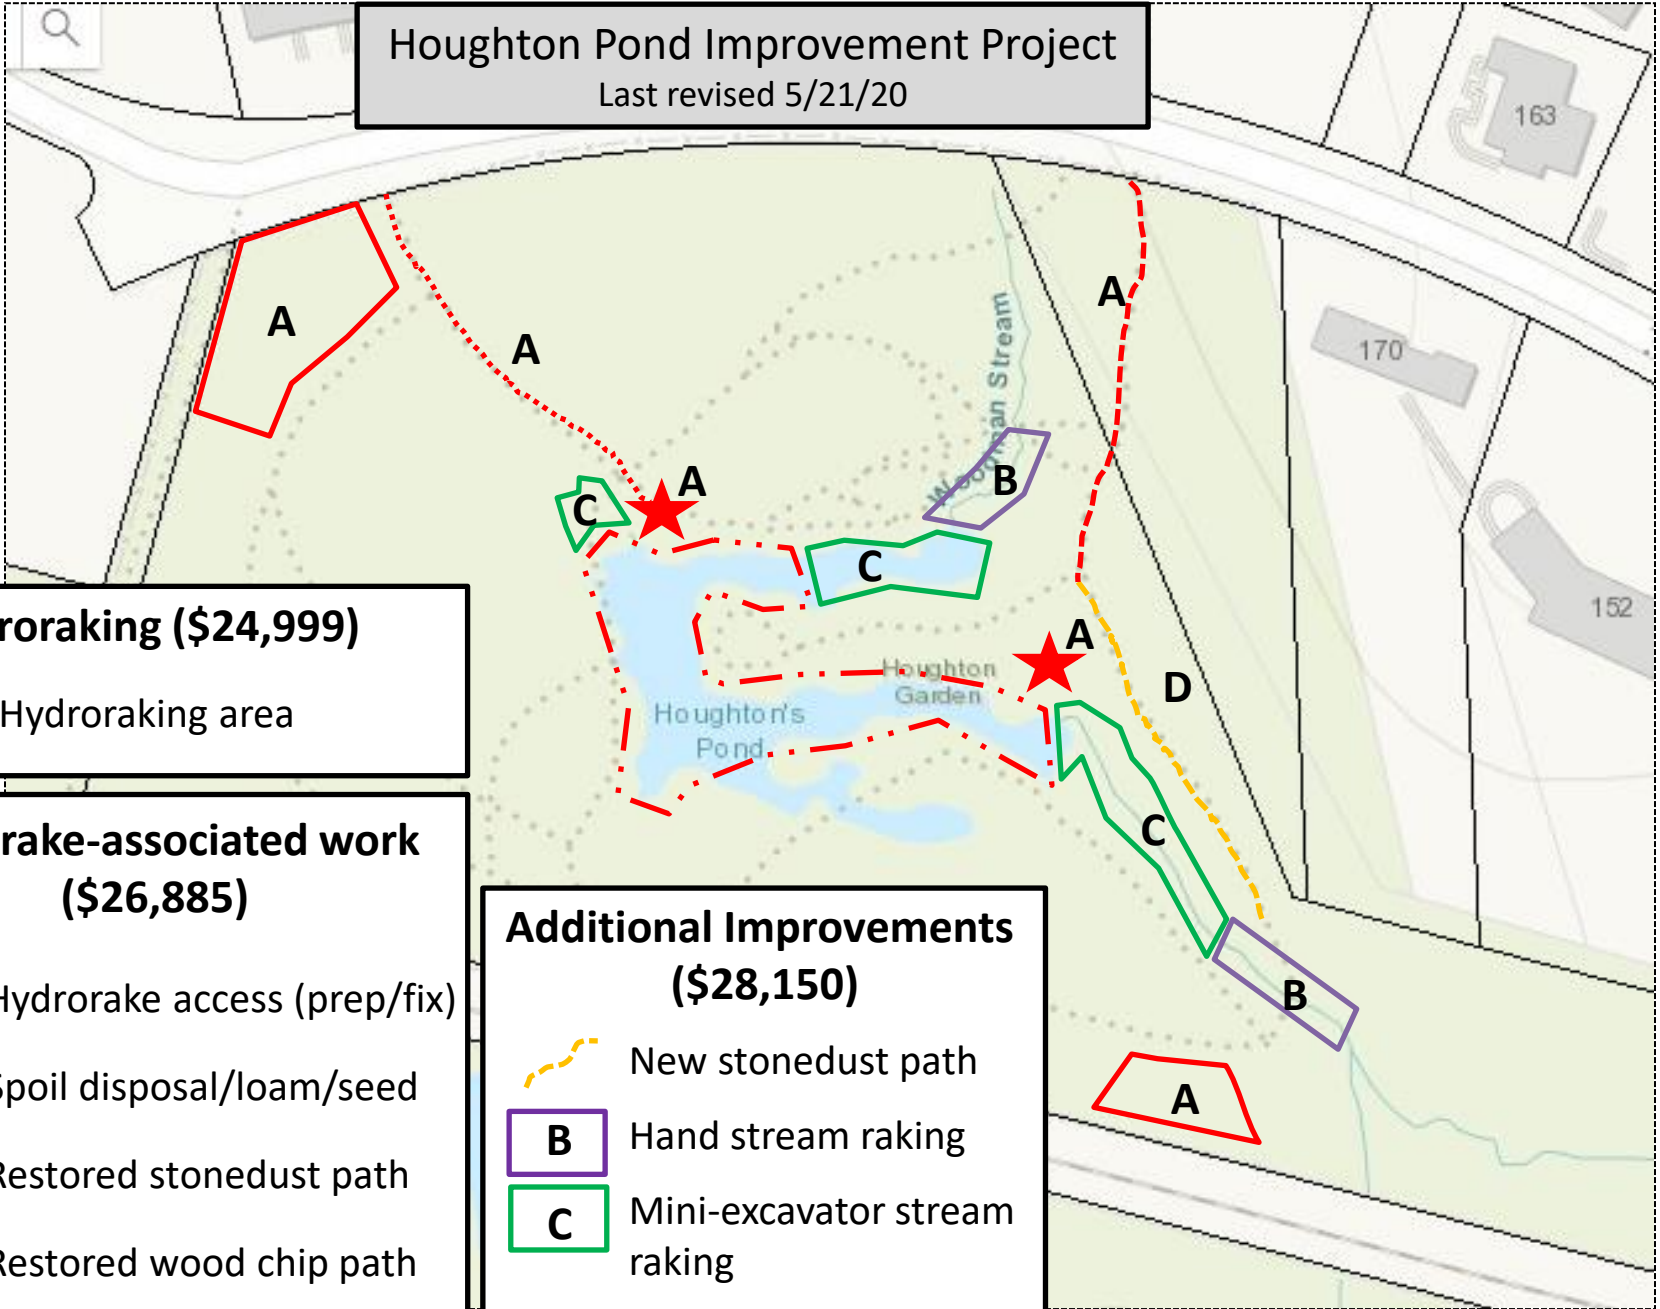 Houghton Pond Improvement Project
Last revised 5/21/20
163
A
A
A
170
Woodman Stream
A
B
C
C
152
roraking ($24,999)
Hydroraking area
A
Houghton
Garden
D
Houghton's
Pond
C
rake-associated work
($26,885)
Hydrorake access (prep/fix)
Spoil disposal/loam/seed
Restored stonedust path
Restored wood chip path
Additional Improvements
($28,150)
New stonedust path
B Hand stream raking
C Mini-excavator stream
raking
B
A